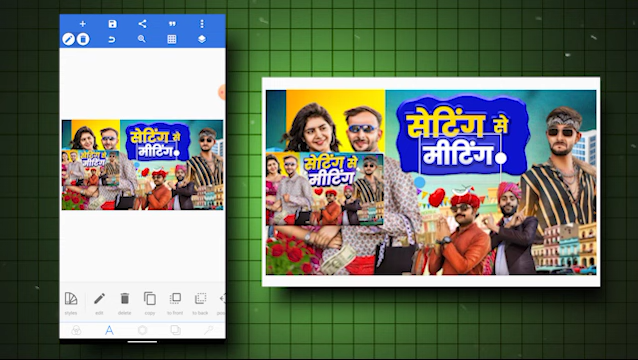 सेटिंग से
मीटिंग
styles
edit
delete
copy
to front
to back
सेटिंग से
मीटिंग
सेटिंग से
मीटिंग